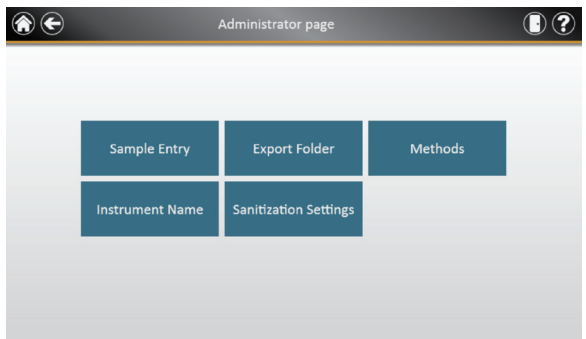 Administrator page
?
Sample Entry
Export Folder
Methods
Instrument Name
Sanitization Settings